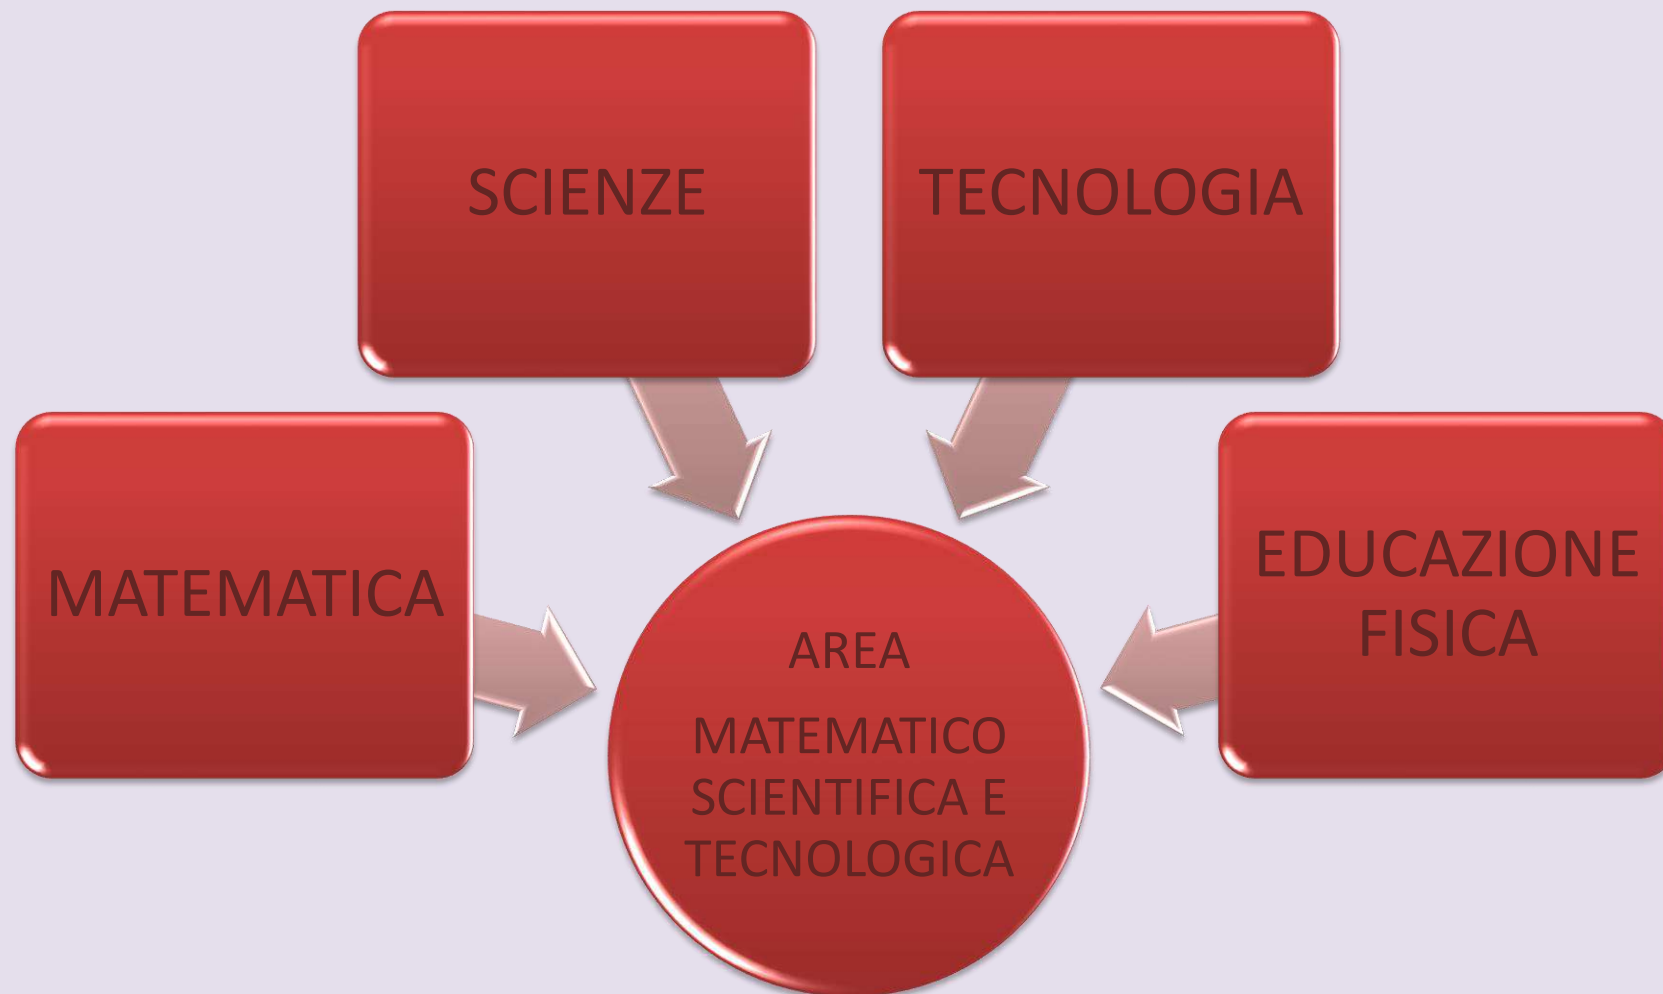 SCIENZE
TECNOLOGIA
MATEMATICA
EDUCAZIONE
FISICA
AREA
MATEMATICO
SCIENTIFICA E
TECNOLOGICA